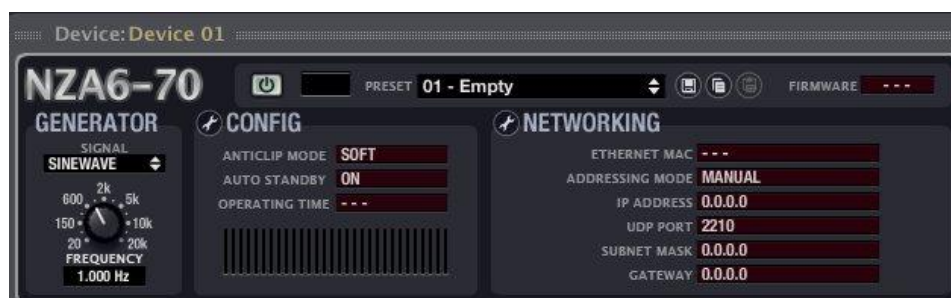 Device: Device 01
NZA6-70
PRESET 01 - Empty
FIRMWARE - - -
GENERATOR
SIGNAL
SINEWAVE
2k
600 5k
150 10k
20 20k
FREQUENCY
1.000 Hz
CONFIG
ANTICLIP MODE SOFT
AUTO STANDBY ON
OPERATING TIME - - -
NETWORKING
ETHERNET MAC - - -
ADDRESSING MODE MANUAL
IP ADDRESS 0.0.0.0
UDP PORT 2210
SUBNET MASK 0.0.0.0
GATEWAY 0.0.0.0